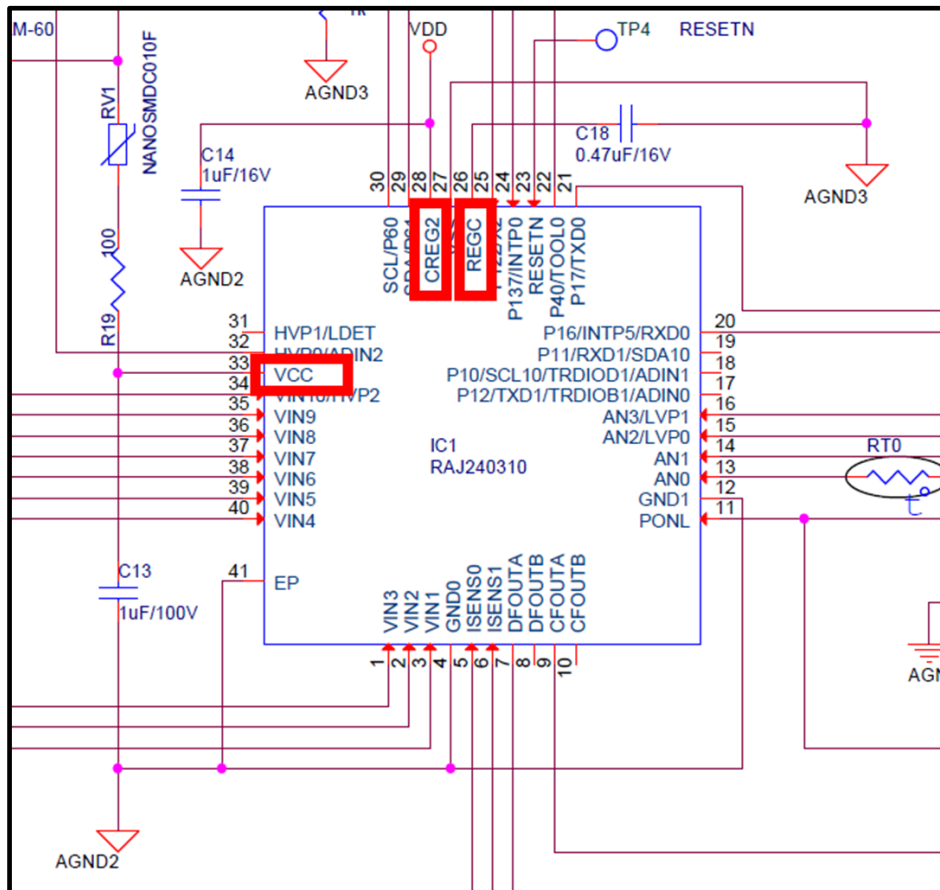 M-60
1k
VDD
TP4 RESETN
AGND3
RV1
NANOSMDC010F
C14
1uF/16V
C18
0.47uF/16V
AGND3
AGND2
30
29
28
27
26
25
24
23
22
21
SCL/P60
CREG2
REGC
P137/INTP0
RESETN
P40/TOOL0
P17/TXD0
100
R19
31 HVP1/LDET
32 HVP0/ADIN2
33 VCC
34 VIN10/HVP2
35 VIN9
36 VIN8
37 VIN7
38 VIN6
39 VIN5
40 VIN4
P16/INTP5/RXD0 20
P11/RXD1/SDA10 19
P10/SCL10/TRDIOD1/ADIN1 18
P12/TXD1/TRDIOB1/ADIN0 17
AN3/LVP1 16
AN2/LVP0 15
AN1 14
AN0 13
GND1 12
PONL 11
IC1
RAJ240310
RT0
t°
C13
1uF/100V
41 EP
VIN3
VIN2
VIN1
GND0
ISENS0
ISENS1
DFOUTA
DFOUTB
CFOUTA
CFOUTB
1
2
3
4
5
6
7
8
9
10
AGND2